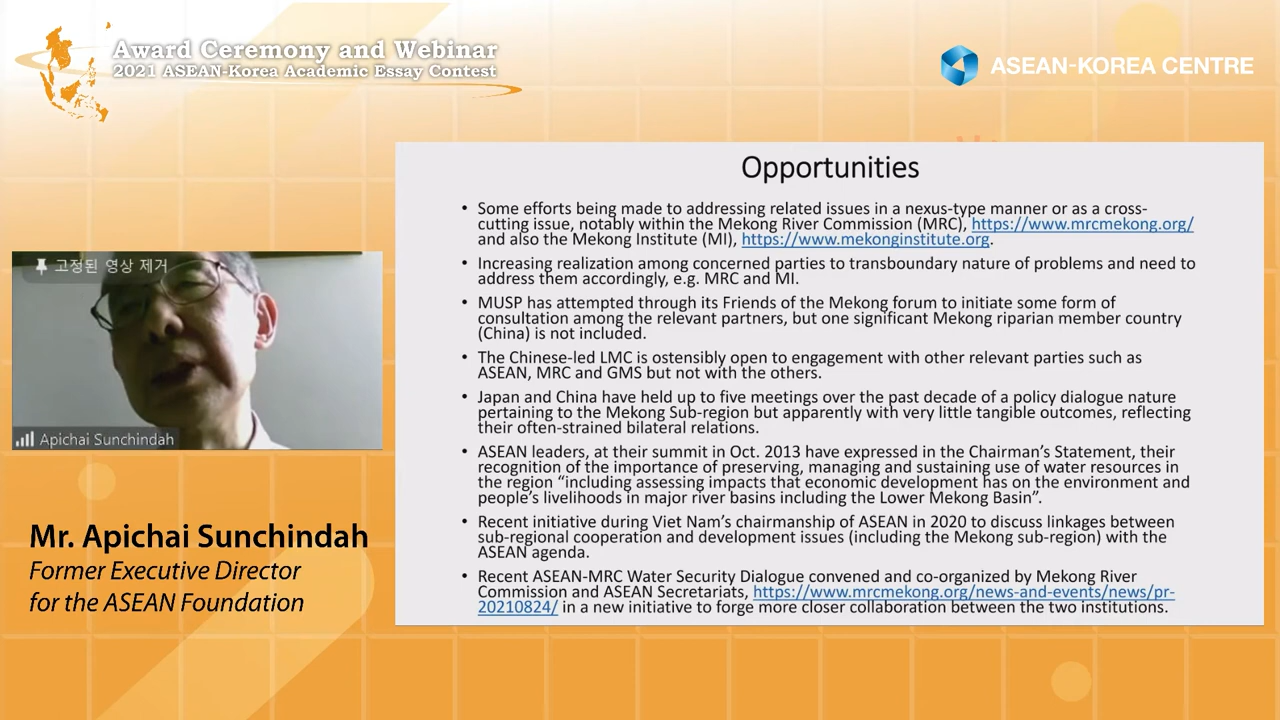 Award Ceremony and Webinar
2021 ASEAN-Korea Academic Essay Contest
ASEAN-KOREA CENTRE
Opportunities
• Some efforts being made to addressing related issues in a nexus-type manner or as a cross-
cutting issue, notably within the Mekong River Commission (MRC), https://www.mrcmekong.org/
and also the Mekong Institute (MI), https://www.mekonginstitute.org.
• Increasing realization among concerned parties to transboundary nature of problems and need to
address them accordingly, e.g. MRC and MI.
• MUSP has attempted through its Friends of the Mekong forum to initiate some form of
consultation among the relevant partners, but one significant Mekong riparian member country
(China) is not included.
• The Chinese-led LMC is ostensibly open to engagement with other relevant parties such as
ASEAN, MRC and GMS but not with the others.
• Japan and China have held up to five meetings over the past decade of a policy dialogue nature
pertaining to the Mekong Sub-region but apparently with very little tangible outcomes, reflecting
their often-strained bilateral relations.
• ASEAN leaders, at their summit in Oct. 2013 have expressed in the Chairman’s Statement, their
recognition of the importance of preserving, managing and sustaining use of water resources in
the region “including assessing impacts that economic development has on the environment and
people’s livelihoods in major river basins including the Lower Mekong Basin”.
• Recent initiative during Viet Nam’s chairmanship of ASEAN in 2020 to discuss linkages between
sub-regional cooperation and development issues (including the Mekong sub-region) with the
ASEAN agenda.
• Recent ASEAN-MRC Water Security Dialogue convened and co-organized by Mekong River
Commission and ASEAN Secretariats, https://www.mrcmekong.org/news-and-events/news/pr-
20210824/ in a new initiative to forge more closer collaboration between the two institutions.
고정된 영상 제거
Apichai Sunchindah
Mr. Apichai Sunchindah
Former Executive Director
for the ASEAN Foundation